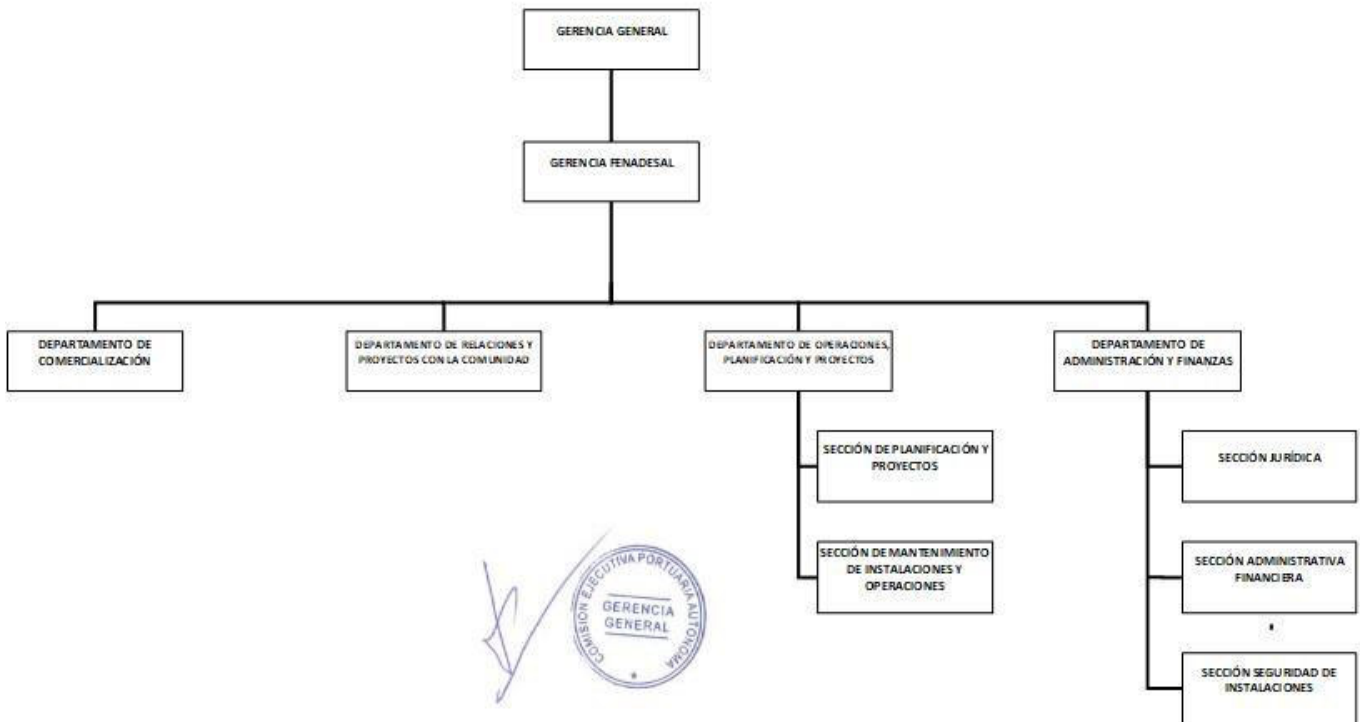 GERENCIA GENERAL
GERENCIA FENADESAL
DEPARTAMENTO DE
COMERCIALIZACIÓN
DEPARTAMENTO DE RELACIONES Y
PROYECTOS CON LA COMUNIDAD
DEPARTAMENTO DE OPERACIONES,
PLANIFICACIÓN Y PROYECTOS
DEPARTAMENTO DE
ADMINISTRACIÓN Y FINANZAS
SECCIÓN DE PLANIFICACIÓN Y
PROYECTOS
SECCIÓN DE MANTENIMIENTO
DE INSTALACIONES Y
OPERACIONES
SECCIÓN JURÍDICA
SECCIÓN ADMINISTRATIVA
FINANCIERA
SECCIÓN SEGURIDAD DE
INSTALACIONES
COMISION EJECUTIVA PORTUARIA AUTONOMA
GERENCIA
GENERAL